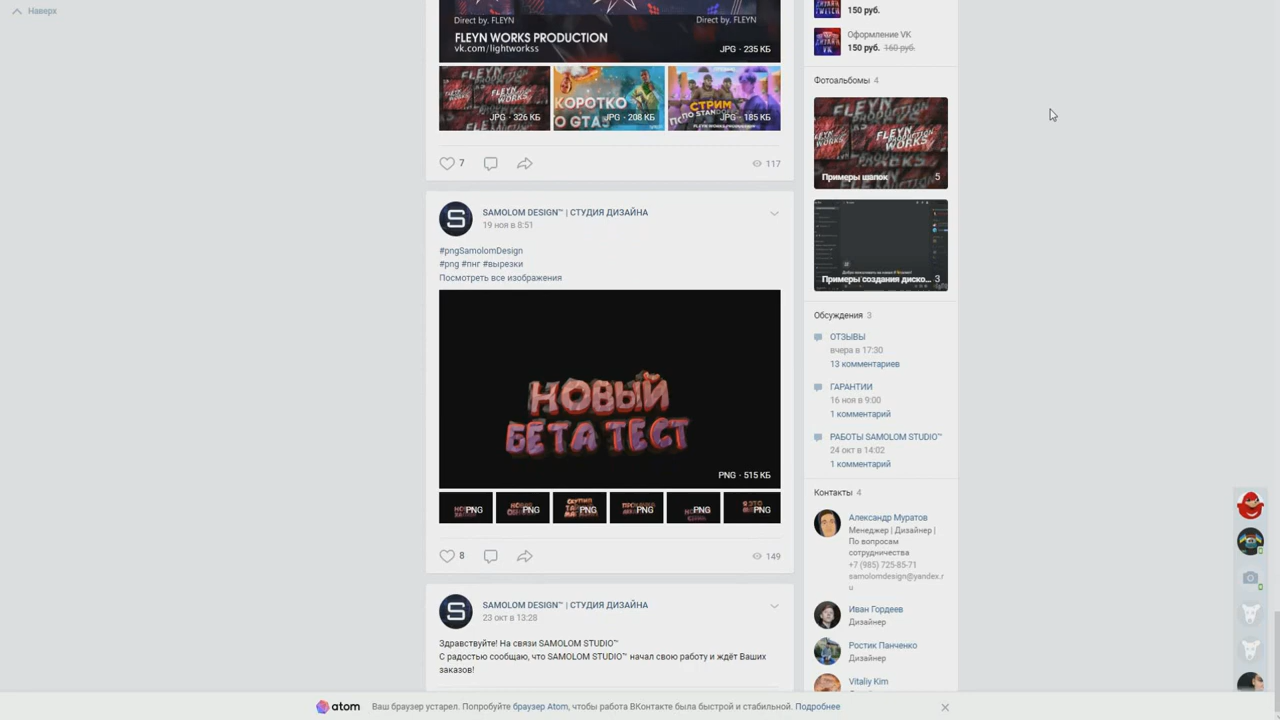 Наверх
Direct by. FLEYN
Direct by. FLEYN
FLEYN WORKS PRODUCTION
vk.com/lightworkss
JPG - 235 КБ
JPG - 326 КБ
КОРОТКО
О GTA5
JPG - 208 КБ
СТРИМ
ПО STANDOFF
JPG - 185 КБ
7
117
SAMOLOM DESIGN™ | СТУДИЯ ДИЗАЙНА
19 ноя в 8:51
#pngSamolomDesign
#png #пнг #вырезки
Посмотреть все изображения
НОВЫЙ
БЕТА ТЕСТ
PNG - 515 КБ
PNG
PNG
PNG
PNG
PNG
PNG
8
149
SAMOLOM DESIGN™ | СТУДИЯ ДИЗАЙНА
23 окт в 13:28
Здравствуйте! На связи SAMOLOM STUDIO™
С радостью сообщаю, что SAMOLOM STUDIO™ начал свою работу и ждёт Ваших
заказов!
150 руб.
Оформление VK
150 руб. 160 руб.
Фотоальбомы 4
FLEYN
WORKS
Примеры шапок
5
Примеры создания диско...
3
Обсуждения 3
ОТЗЫВЫ
вчера в 17:30
13 комментариев
ГАРАНТИИ
16 ноя в 9:00
1 комментарий
РАБОТЫ SAMOLOM STUDIO™
24 окт в 14:02
1 комментарий
Контакты 4
Александр Муратов
Менеджер | Дизайнер |
По вопросам
сотрудничества
+7 (985) 725-85-71
samolomdesign@yandex.r
u
Иван Гордеев
Дизайнер
Ростик Панченко
Дизайнер
Vitaliy Kim
atom
Ваш браузер устарел. Попробуйте браузер Atom, чтобы работа ВКонтакте была быстрой и стабильной. Подробнее